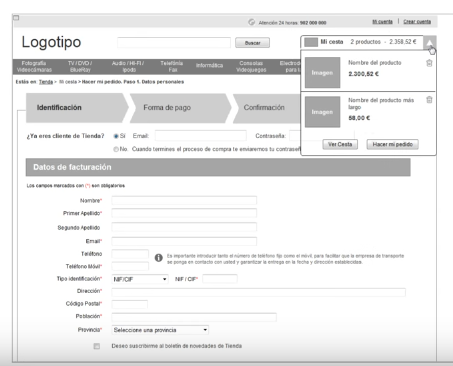 Atención 24 horas: 902 000 000
Mi cuenta | Crear cuenta
Logotipo
Buscar
Mi cesta 2 productos - 2.358,52 €
Fotografía Videocámaras
TV / DVD / BlueRay
Audio / HI-FI / Ipods
Telefonía Fax
Informática
Consolas Videojuegos
Electrod
para
Estás en: Tienda > Mi cesta > Hacer mi pedido. Paso 1. Datos personales
Imagen
Nombre del producto
2.300,52 €
Imagen
Nombre del producto más largo
58,00 €
Ver Cesta
Hacer mi pedido
Identificación
Forma de pago
Confirmación
¿Ya eres cliente de Tienda?
Sí Email:
Contraseña:
No. Cuando termines el proceso de compra te enviaremos tu contraseñ
Datos de facturación
Los campos marcados con (*) son obligatorios.
Nombre*
Primer Apellido*
Segundo Apellido
Email*
Teléfono
Teléfono Móvil*
Es importante introducir tanto el número de teléfono fijo como el móvil, para facilitar que la empresa de transporte
se ponga en contacto con usted y garantizar la entrega en la fecha y dirección establecidas.
Tipo identificación*
NIF/CIF
NIF / CIF*
Dirección*
Código Postal*
Población*
Provincia*
Seleccione una provincia
Deseo suscribirme al boletín de novedades de Tienda